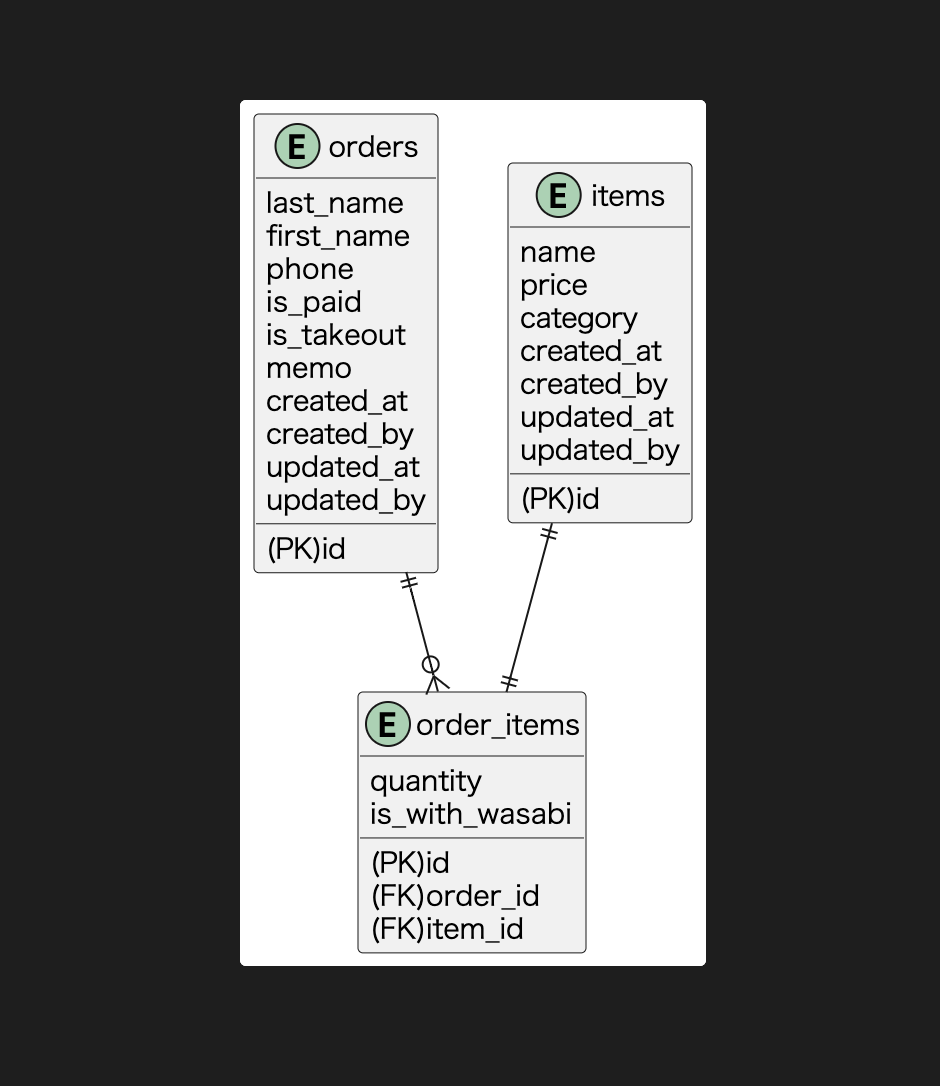 E orders
last_name
first_name
phone
is_paid
is_takeout
memo
created_at
created_by
updated_at
updated_by
(PK)id
E items
name
price
category
created_at
created_by
updated_at
updated_by
(PK)id
E order_items
quantity
is_with_wasabi
(PK)id
(FK)order_id
(FK)item_id